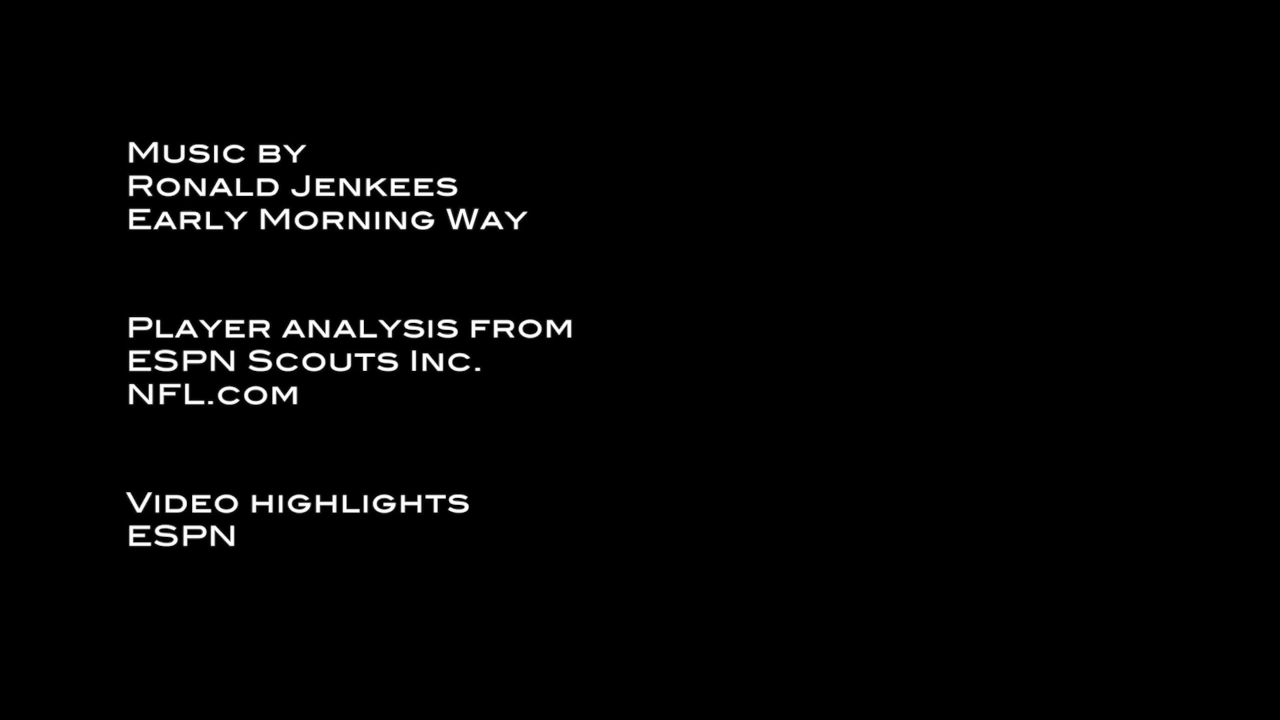 Music by
Ronald Jenkees
Early Morning Way
Player analysis from
ESPN Scouts Inc.
NFL.com
Video highlights
ESPN